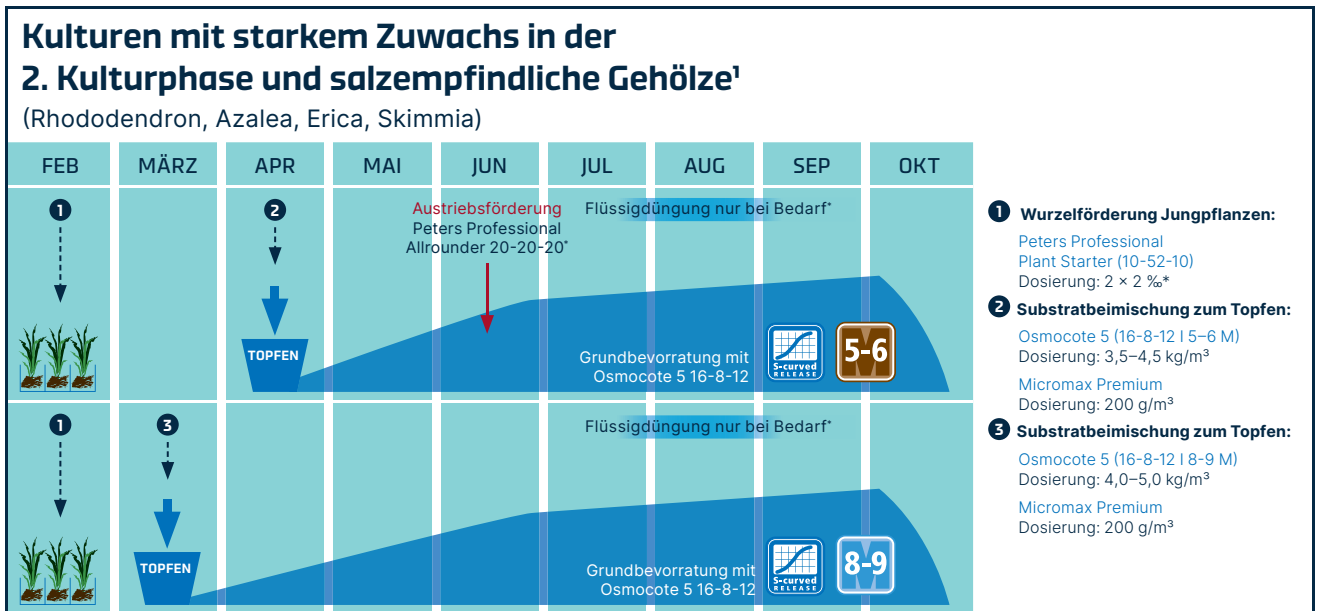 Kulturen mit starkem Zuwachs in der
2. Kulturphase und salzempfindliche Gehölze¹
(Rhododendron, Azalea, Erica, Skimmia)
FEB MÄRZ APR MAI JUN JUL AUG SEP OKT
1
2
Austriebsförderung
Peters Professional
Allrounder 20-20-20*
Flüssigdüngung nur bei Bedarf*
TOPFEN
Grundbevorratung mit
Osmocote 5 16-8-12
S-curved
RELEASE
5-6
M
1
3
Flüssigdüngung nur bei Bedarf*
TOPFEN
Grundbevorratung mit
Osmocote 5 16-8-12
S-curved
RELEASE
8-9
M
1 Wurzelförderung Jungpflanzen:
Peters Professional
Plant Starter (10-52-10)
Dosierung: 2 × 2 ‰*
2 Substratbeimischung zum Topfen:
Osmocote 5 (16-8-12 I 5–6 M)
Dosierung: 3,5–4,5 kg/m³
Micromax Premium
Dosierung: 200 g/m³
3 Substratbeimischung zum Topfen:
Osmocote 5 (16-8-12 I 8-9 M)
Dosierung: 4,0–5,0 kg/m³
Micromax Premium
Dosierung: 200 g/m³